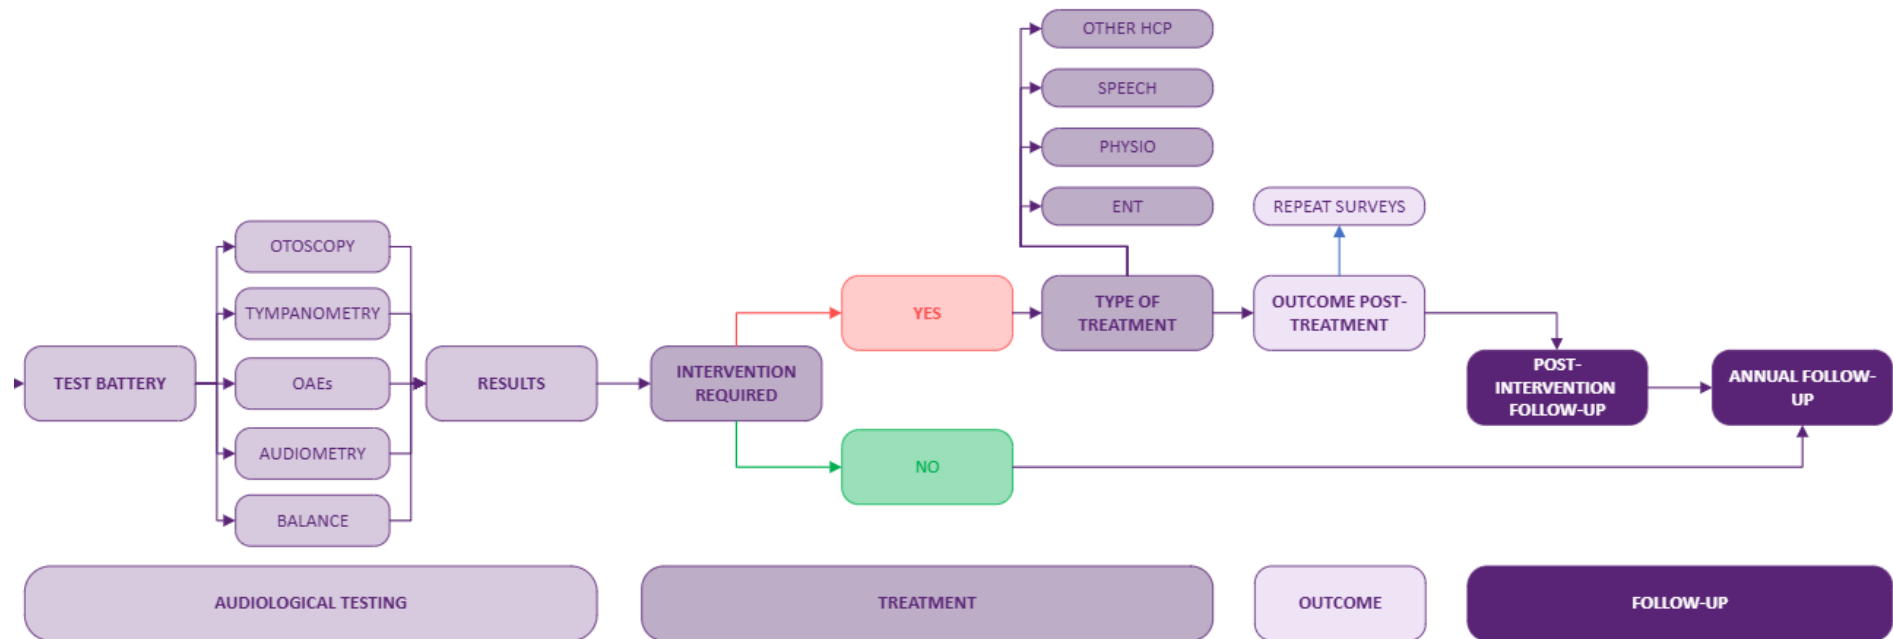 OTHER HCP
SPEECH
PHYSIO
ENT
REPEAT SURVEYS
OTOSCOPY
TYMPANOMETRY
OAEs
AUDIOMETRY
BALANCE
TEST BATTERY
RESULTS
INTERVENTION
REQUIRED
YES
NO
TYPE OF
TREATMENT
OUTCOME POST-
TREATMENT
POST-
INTERVENTION
FOLLOW-UP
ANNUAL FOLLOW-
UP
AUDIOLOGICAL TESTING
TREATMENT
OUTCOME
FOLLOW-UP